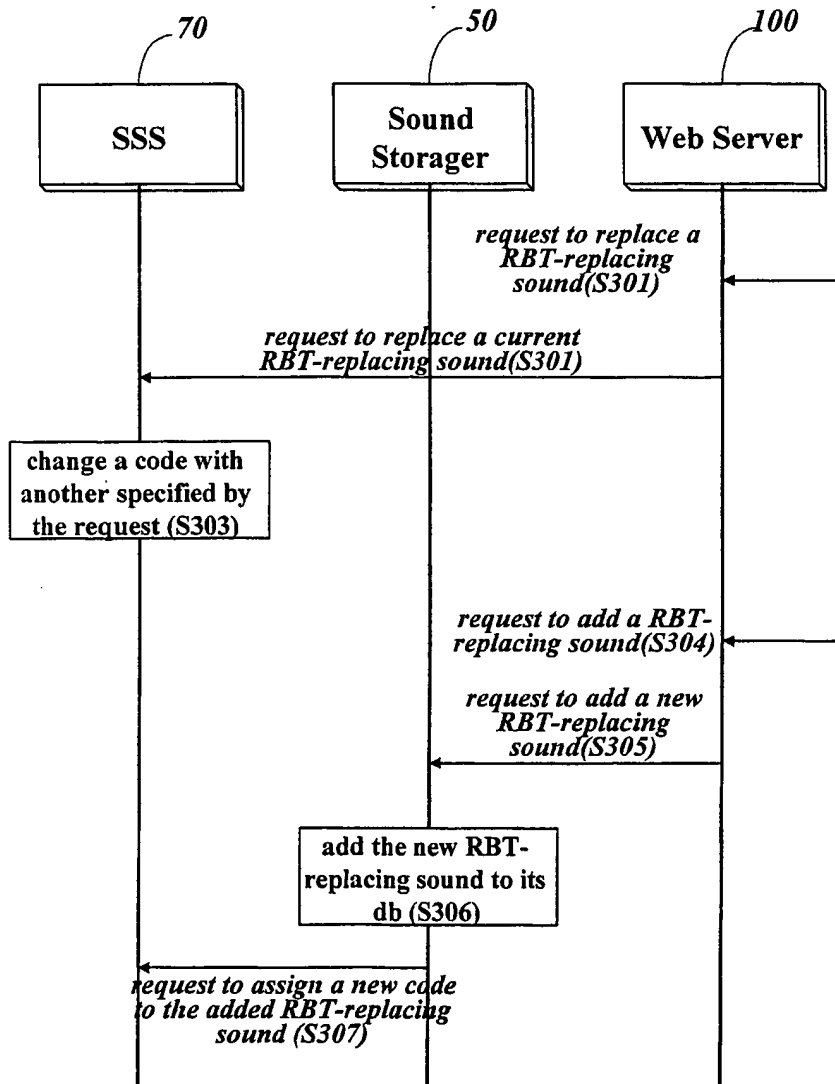 70
50
100
SSS
Sound
Storager
Web Server
request to replace a
RBT-replacing
sound(S301)
request to replace a current
RBT-replacing sound(S301)
change a code with
another specified by
the request (S303)
request to add a RBT-
replacing sound(S304)
request to add a new
RBT-replacing
sound(S305)
add the new RBT-
replacing sound to its
db (S306)
request to assign a new code
to the added RBT-replacing
sound (S307)